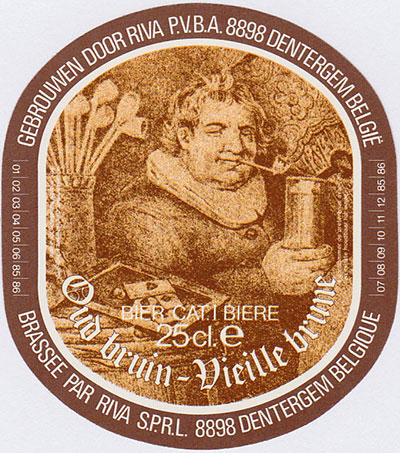 GEBROUWEN DOOR RIVA P.V.B.A. 8898 DENTERGEM BELGIË
01 02 03 04 05 06 85 86
07 08 09 10 11 12 85 86
BIER CAT. I BIERE
25cl. e
Oud bruin - Vieille brune
BRASSÉE PAR RIVA S.P.R.L. 8898 DENTERGEM BELGIQUE